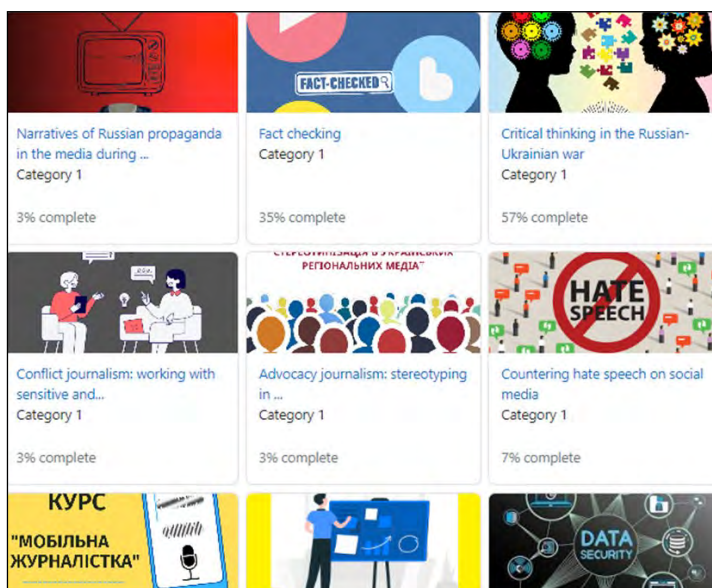 FACT-CHECKED
Narratives of Russian propaganda
in the media during ...
Category 1
3% complete
Fact checking
Category 1
35% complete
Critical thinking in the Russian-
Ukrainian war
Category 1
57% complete
СТЕРЕОТИПІЗАЦІЯ В УКРАЇНСЬКИХ
РЕГІОНАЛЬНИХ МЕДІА"
HATE
SPEECH
Conflict journalism: working with
sensitive and...
Category 1
3% complete
Advocacy journalism: stereotyping
in ...
Category 1
3% complete
Countering hate speech on social
media
Category 1
7% complete
КУРС
"МОБІЛЬНА
ЖУРНАЛІСТКА"
DATA
SECURITY